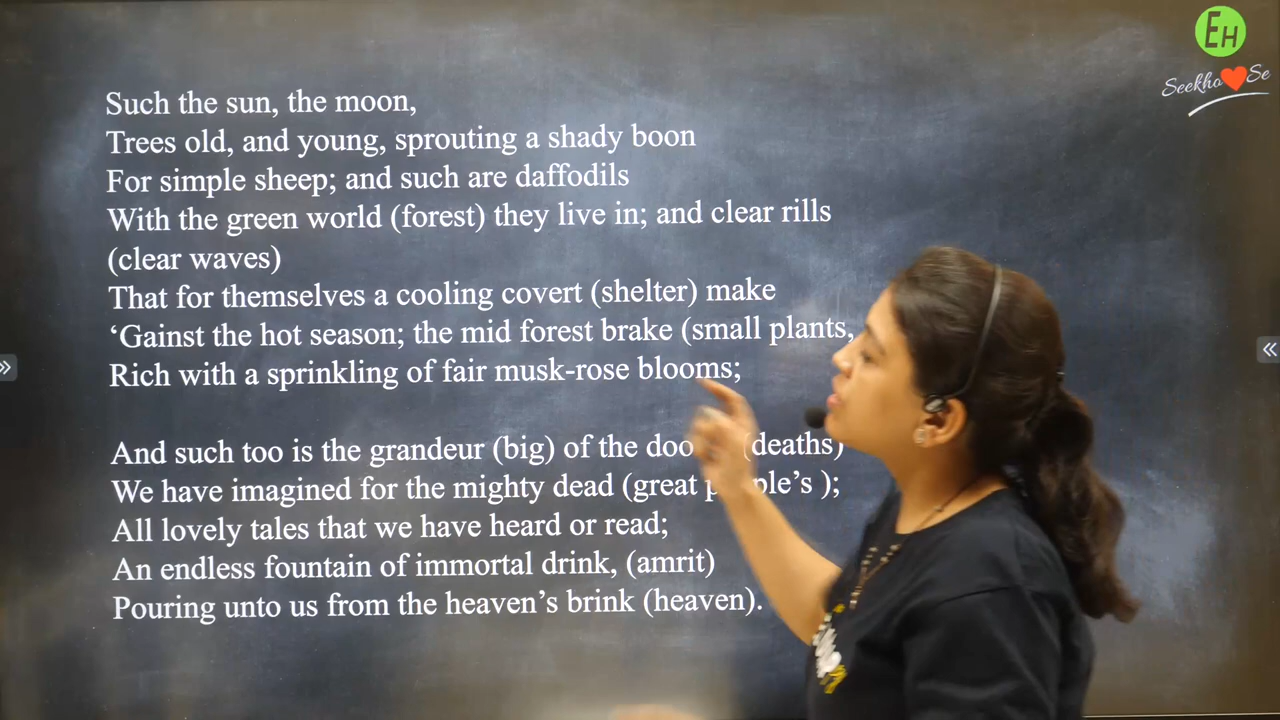 EH
Seekho Se
Such the sun, the moon,
Trees old, and young, sprouting a shady boon
For simple sheep; and such are daffodils
With the green world (forest) they live in; and clear rills
(clear waves)
That for themselves a cooling covert (shelter) make
‘Gainst the hot season; the mid forest brake (small plants,
Rich with a sprinkling of fair musk-rose blooms;
And such too is the grandeur (big) of the (deaths)
We have imagined for the mighty dead (great );
All lovely tales that we have heard or read;
An endless fountain of immortal drink, (amrit)
Pouring unto us from the heaven’s brink (heaven).